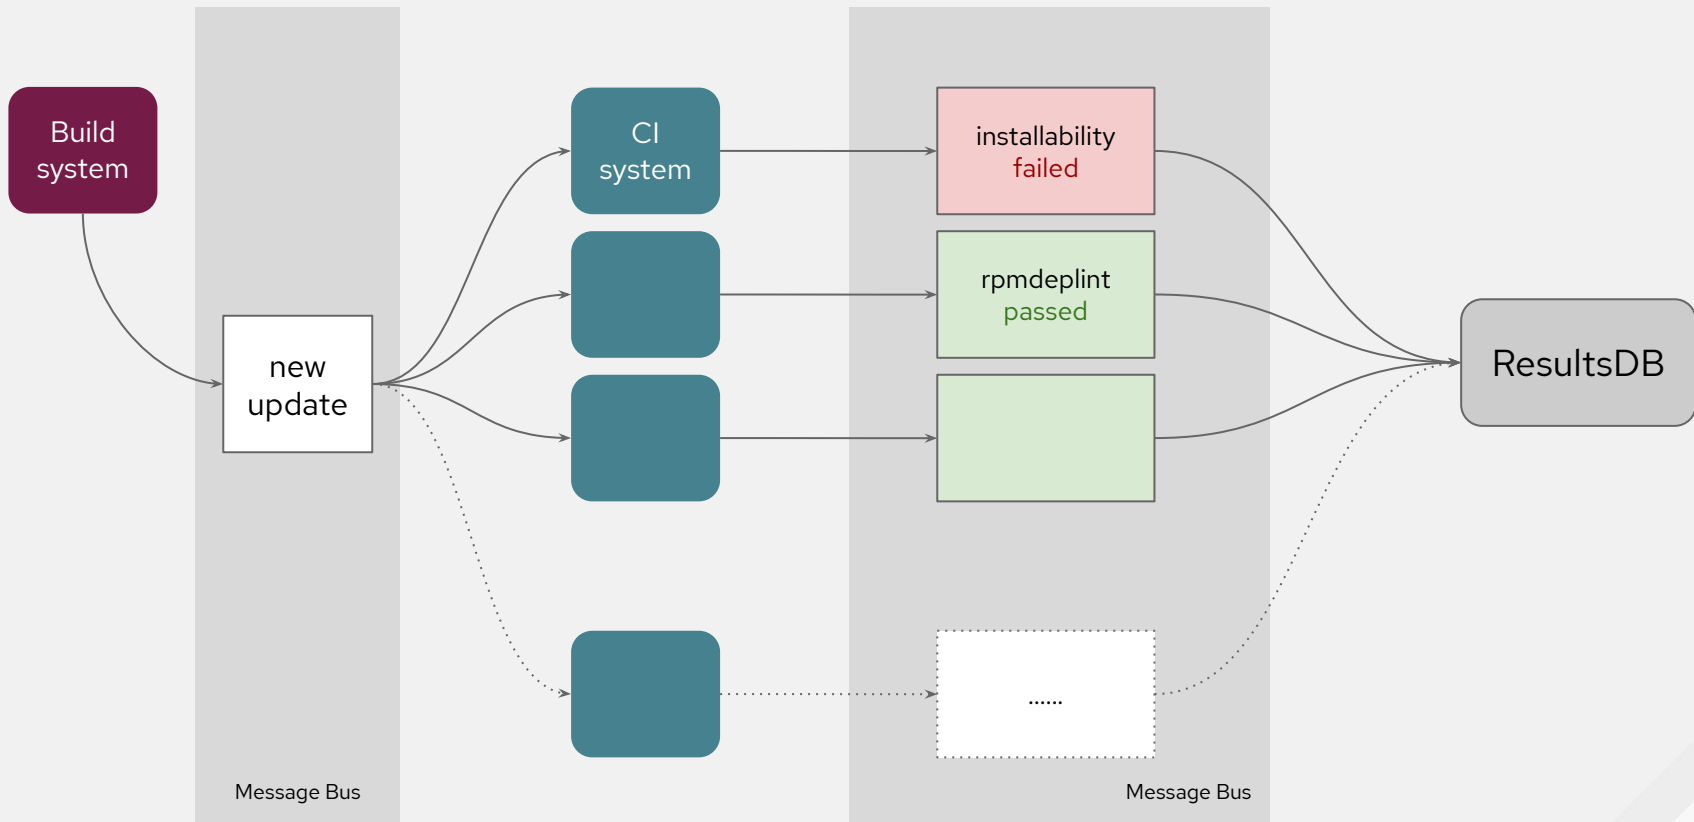 Build
system
new
update
CI
system
installability
failed
rpmdeplint
passed
......
ResultsDB
Message Bus
Message Bus